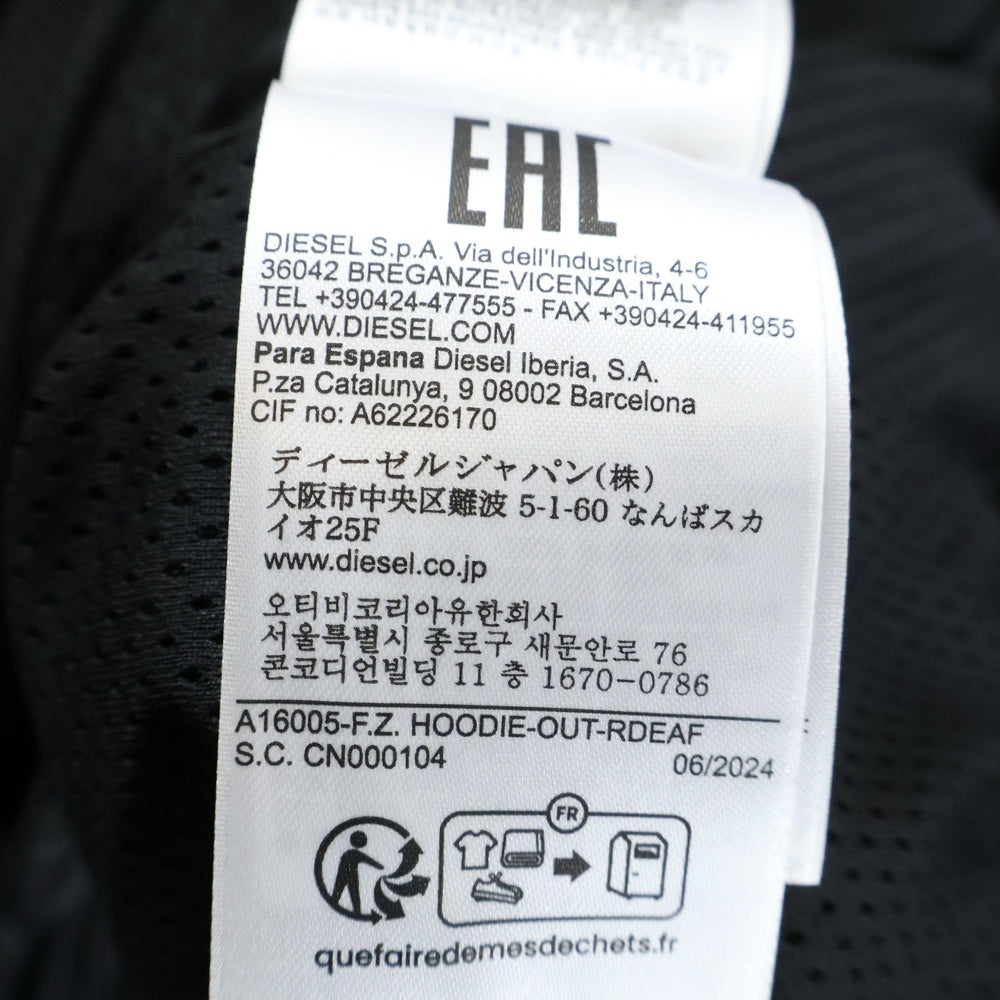 EAC
DIESEL S.p.A. Via dell'Industria, 4-6
36042 BREGANZE-VICENZA-ITALY
TEL +390424-477555 - FAX +390424-411955
WWW.DIESEL.COM
Para Espana Diesel Iberia, S.A.
P.za Catalunya, 9 08002 Barcelona
CIF no: A62226170
ディーゼルジャパン(株)
大阪市中央区難波 5-1-60 なんばスカ
イオ25F
www.diesel.co.jp
오티비코리아유한회사
서울특별시 종로구 새문안로 76
콘코디언빌딩 11 층 1670-0786
A16005-F.Z. HOODIE-OUT-RDEAF
S.C. CN000104 06/2024
FR
quefairedemesdechets.fr